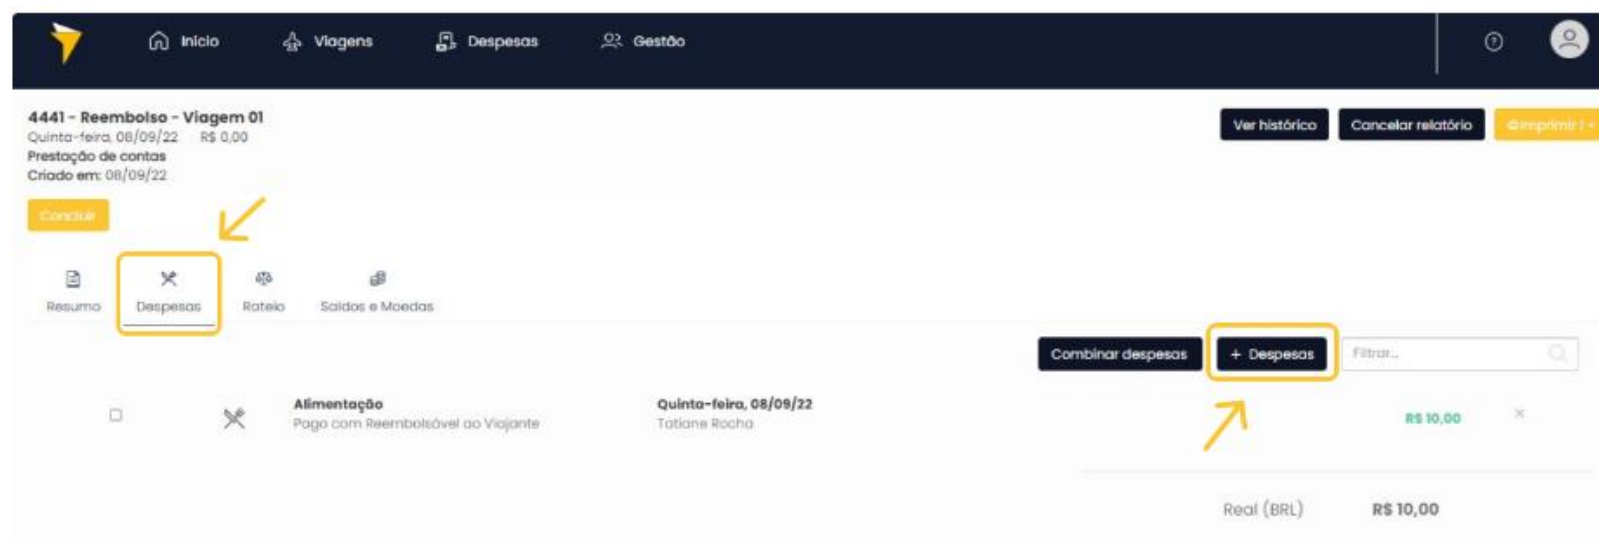 Início Viagens Despesas Gestão
4441 - Reembolso - Viagem 01
Quinta-feira, 08/09/22 R$ 0,00
Prestação de contas
Criado em: 08/09/22
Ver histórico Cancelar relatório Imprimir
Concluir
Resumo Despesas Rateio Saldos e Moedas
Combinar despesas + Despesas Filtrar...
Alimentação Quinta-feira, 08/09/22
Pago com Reembolsável ao Viajante Tatiane Rocha R$ 10,00 ×
Real (BRL) R$ 10,00